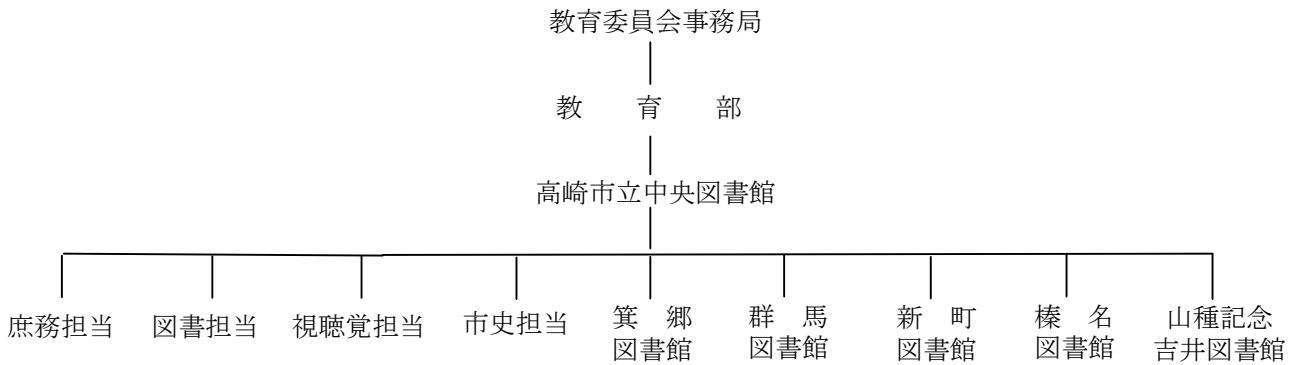 教育委員会事務局
教　育　部
高崎市立中央図書館
庶務担当
図書担当
視聴覚担当
市史担当
箕　郷
図書館
群　馬
図書館
新　町
図書館
榛　名
図書館
山種記念
吉井図書館